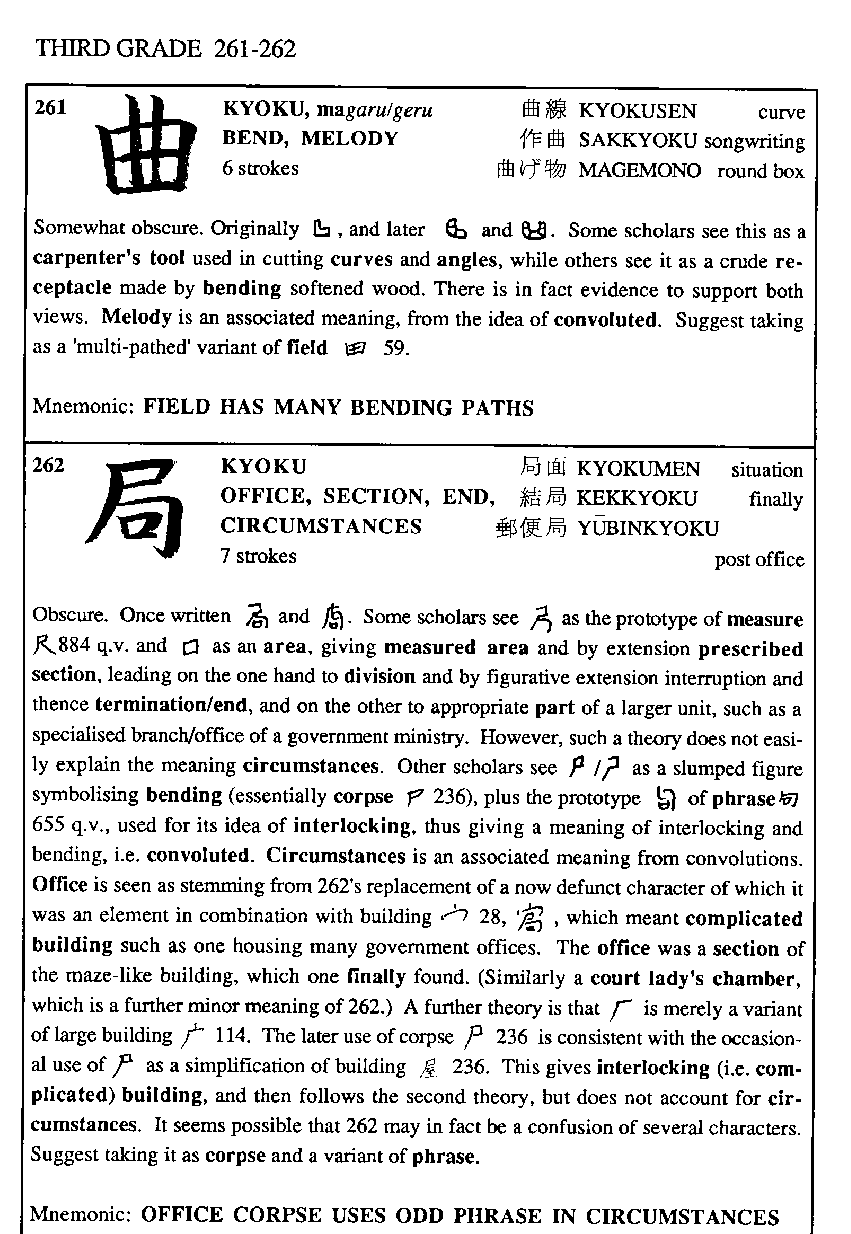 THIRD GRADE 261-262
261 曲 KYOKU, magaru/geru 曲線 KYOKUSEN curve
BEND, MELODY 作曲 SAKKYOKU songwriting
6 strokes 曲げ物 MAGEMONO round box
Somewhat obscure. Originally , and later and . Some scholars see this as a
carpenter's tool used in cutting curves and angles, while others see it as a crude re-
ceptacle made by bending softened wood. There is in fact evidence to support both
views. Melody is an associated meaning, from the idea of convoluted. Suggest taking
as a 'multi-pathed' variant of field 田 59.
Mnemonic: FIELD HAS MANY BENDING PATHS
262 局 KYOKU 局面 KYOKUMEN situation
OFFICE, SECTION, END, 結局 KEKKYOKU finally
CIRCUMSTANCES 郵便局 YŪBINKYOKU
7 strokes post office
Obscure. Once written and . Some scholars see as the prototype of measure
尺 884 q.v. and 口 as an area, giving measured area and by extension prescribed
section, leading on the one hand to division and by figurative extension interruption and
thence termination/end, and on the other to appropriate part of a larger unit, such as a
specialised branch/office of a government ministry. However, such a theory does not easi-
ly explain the meaning circumstances. Other scholars see / as a slumped figure
symbolising bending (essentially corpse 尸 236), plus the prototype of phrase 句
655 q.v., used for its idea of interlocking, thus giving a meaning of interlocking and
bending, i.e. convoluted. Circumstances is an associated meaning from convolutions.
Office is seen as stemming from 262's replacement of a now defunct character of which it
was an element in combination with building 宀 28, , which meant complicated
building such as one housing many government offices. The office was a section of
the maze-like building, which one finally found. (Similarly a court lady's chamber,
which is a further minor meaning of 262.) A further theory is that 厂 is merely a variant
of large building 广 114. The later use of corpse 尸 236 is consistent with the occasion-
al use of 尸 as a simplification of building 屋 236. This gives interlocking (i.e. com-
plicated) building, and then follows the second theory, but does not account for cir-
cumstances. It seems possible that 262 may in fact be a confusion of several characters.
Suggest taking it as corpse and a variant of phrase.
Mnemonic: OFFICE CORPSE USES ODD PHRASE IN CIRCUMSTANCES